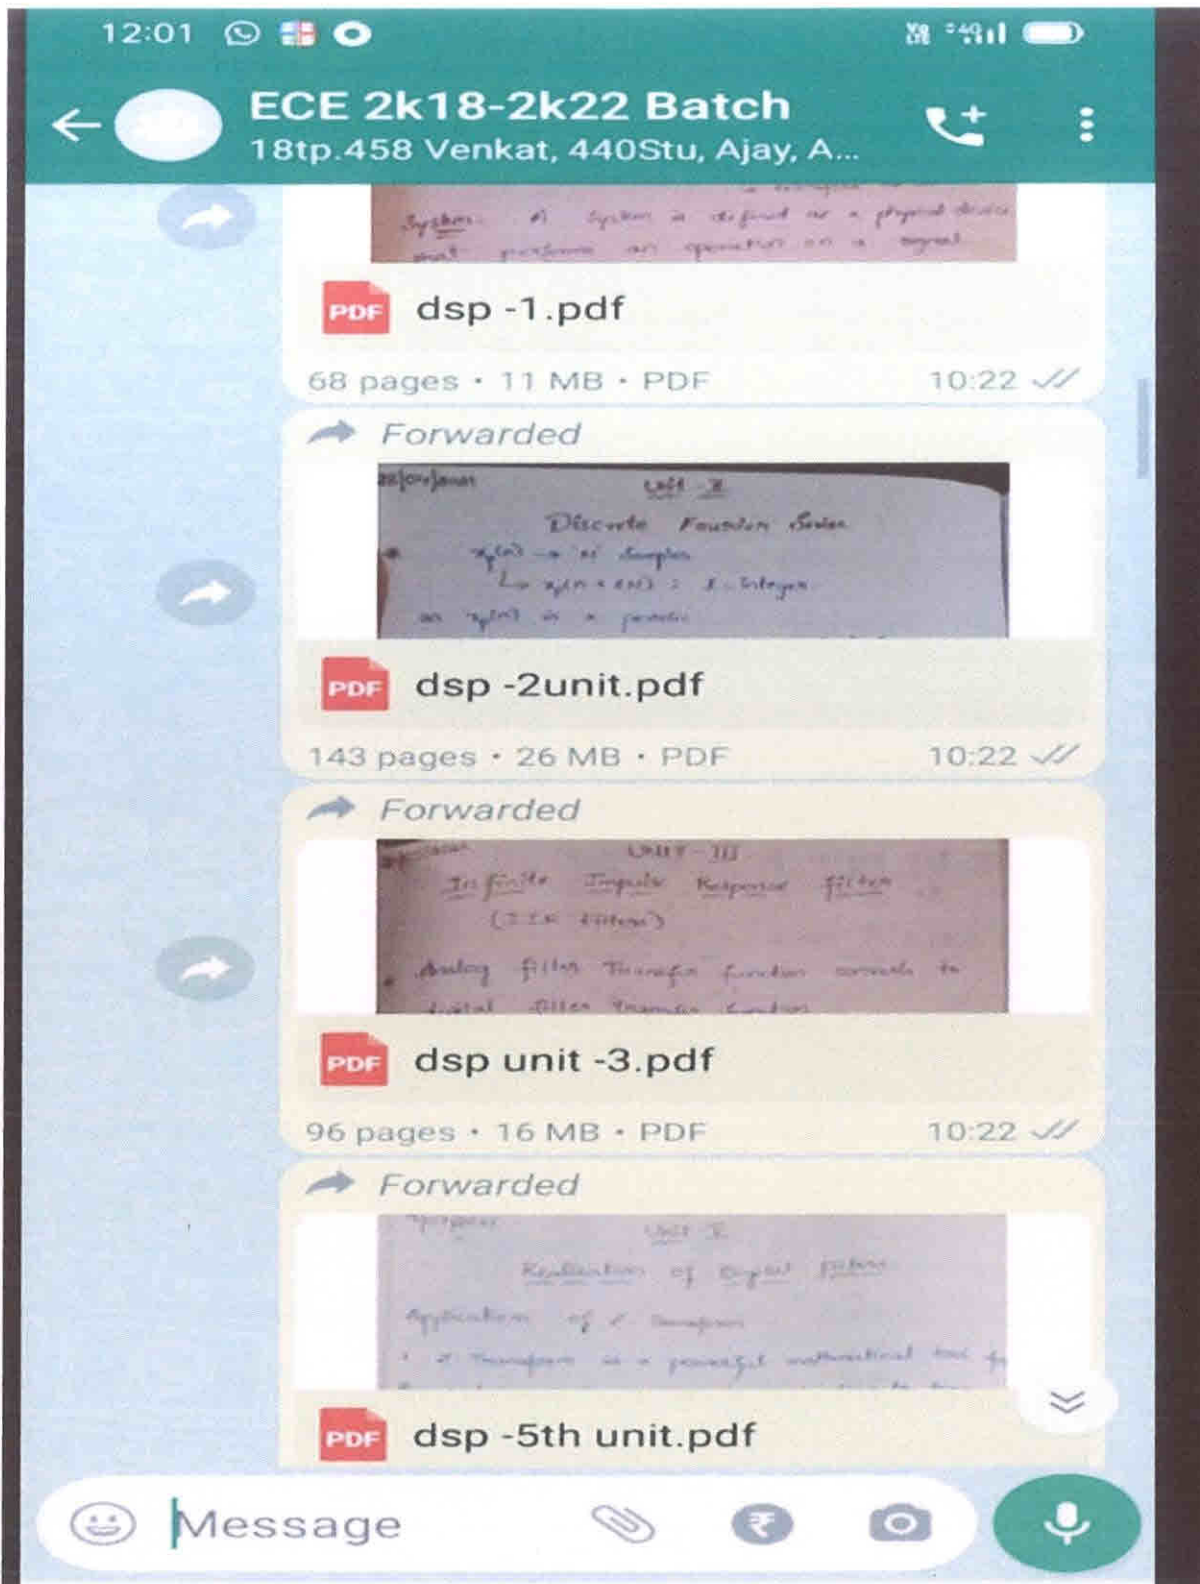 12:01
ECE 2k18-2k22 Batch
18tp.458 Venkat, 440Stu, Ajay, A...
System. A System is defined as a physical device
that performs an operation on a signal
PDF dsp -1.pdf
68 pages • 11 MB • PDF 10:22
Forwarded
Unit - II
Discrete Fourier Series
PDF dsp -2unit.pdf
143 pages • 26 MB • PDF 10:22
Forwarded
UNIT - III
Infinite Impulse Response filter
(IIR filters)
Analog filter Transfer function converts to
digital filter transfer function
PDF dsp unit -3.pdf
96 pages • 16 MB • PDF 10:22
Forwarded
Unit V
Realization of Digital Filters
Application of Z Transform
Z Transform is a powerful mathematical tool
PDF dsp -5th unit.pdf
Message